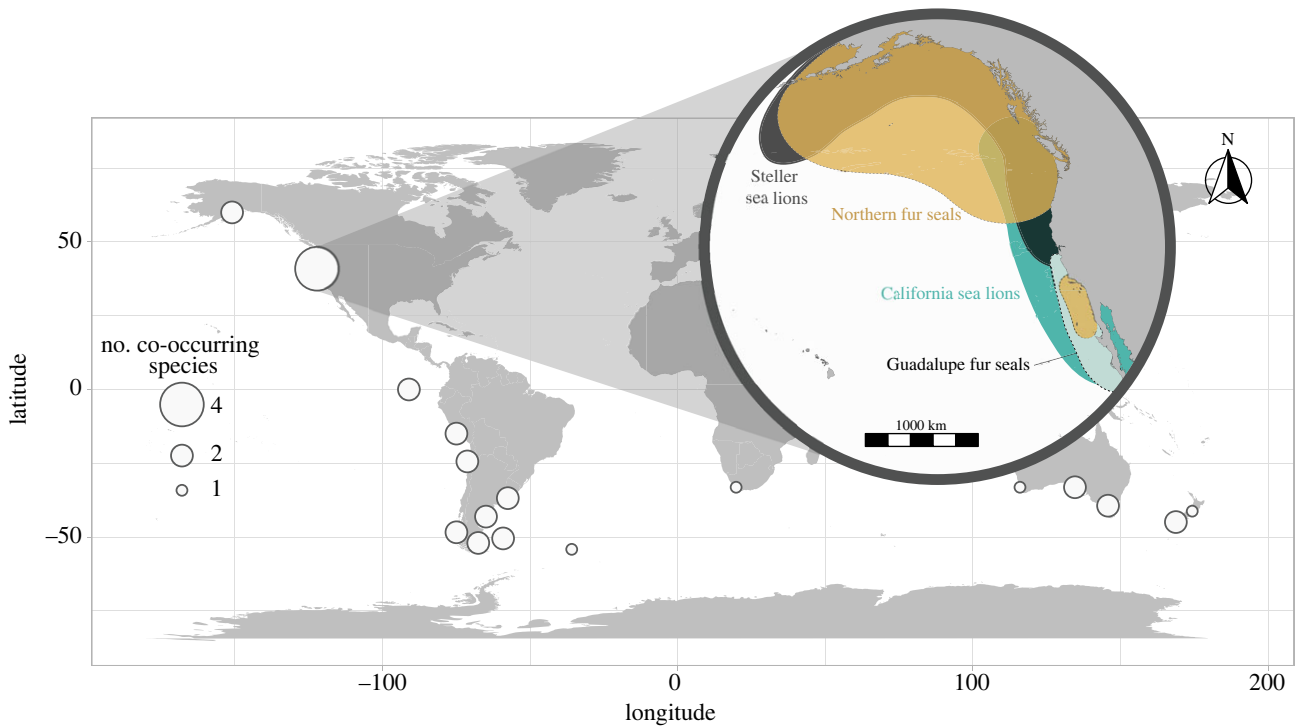 Steller
sea lions
Northern fur seals
California sea lions
Guadalupe fur seals
1000 km
N
latitude
50
0
–50
no. co-occurring
species
4
2
1
–100
0
100
200
longitude